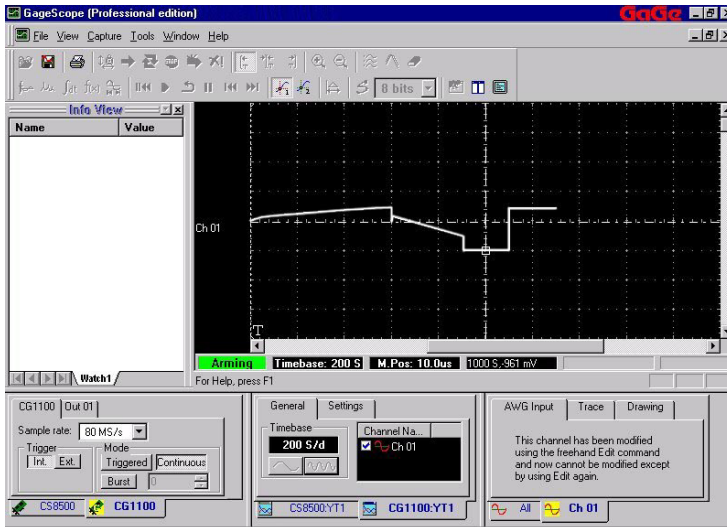 GageScope (Professional edition)
GaGe
File View Capture Tools Window Help
8 bits
Info View
Name Value
Ch 01
T
Arming Timebase: 200 S M.Pos: 10.0us 1000 S,-961 mV
Watch1
For Help, press F1
CG1100 Out 01
Sample rate: 80 MS/s
Trigger
Int. Ext.
Mode
Triggered Continuous
Burst 0
CS8500 CG1100
General Settings
Timebase
200 S/d
Channel Na...
Ch 01
CS8500:YT1 CG1100:YT1
AWG Input Trace Drawing
This channel has been modified
using the freehand Edit command
and now cannot be modified except
by using Edit again.
All Ch 01